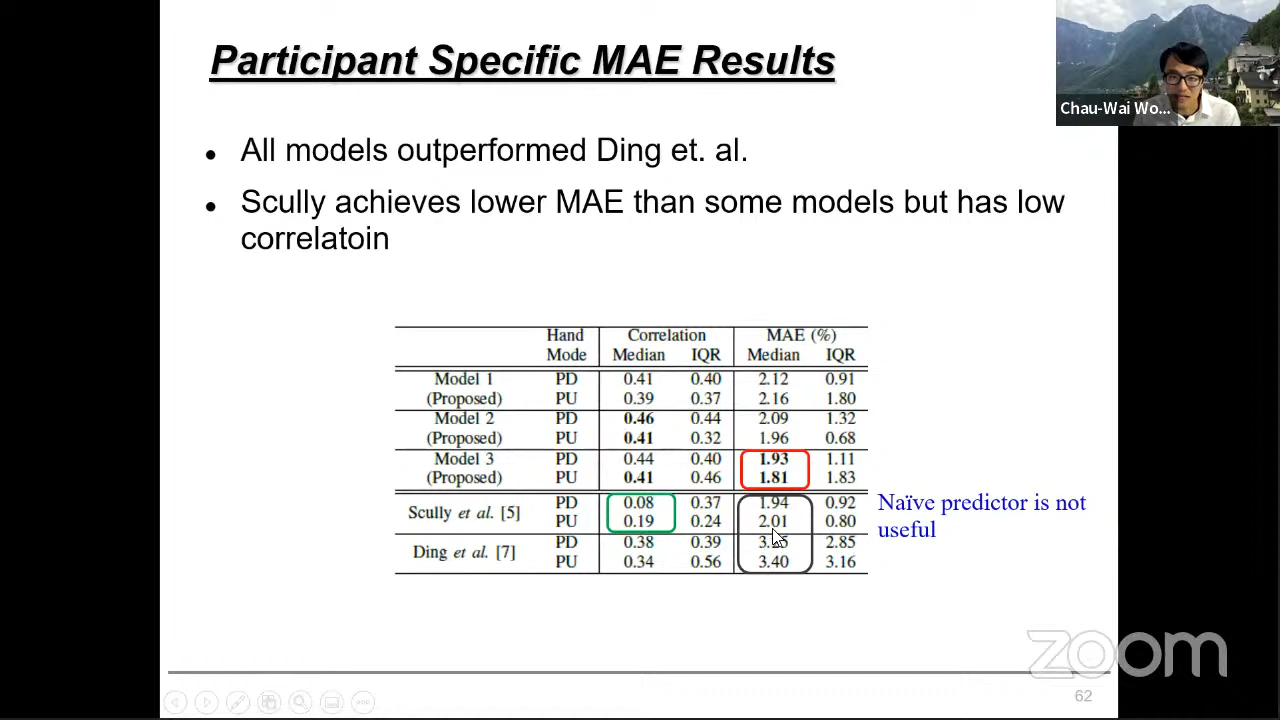 Participant Specific MAE Results
Chau-Wai Wo...
• All models outperformed Ding et. al.
• Scully achieves lower MAE than some models but has low
correlatoin
Hand Correlation MAE (%)
Mode Median IQR Median IQR
Model 1 PD 0.41 0.40 2.12 0.91
(Proposed) PU 0.39 0.37 2.16 1.80
Model 2 PD 0.46 0.44 2.09 1.32
(Proposed) PU 0.41 0.32 1.96 0.68
Model 3 PD 0.44 0.40 1.93 1.11
(Proposed) PU 0.41 0.46 1.81 1.83
Scully et al. [5] PD 0.08 0.37 1.94 0.92
PU 0.19 0.24 2.01 0.80
Ding et al. [7] PD 0.38 0.39 2.85
PU 0.34 0.56 3.40 3.16
Naïve predictor is not
useful
zoom
62